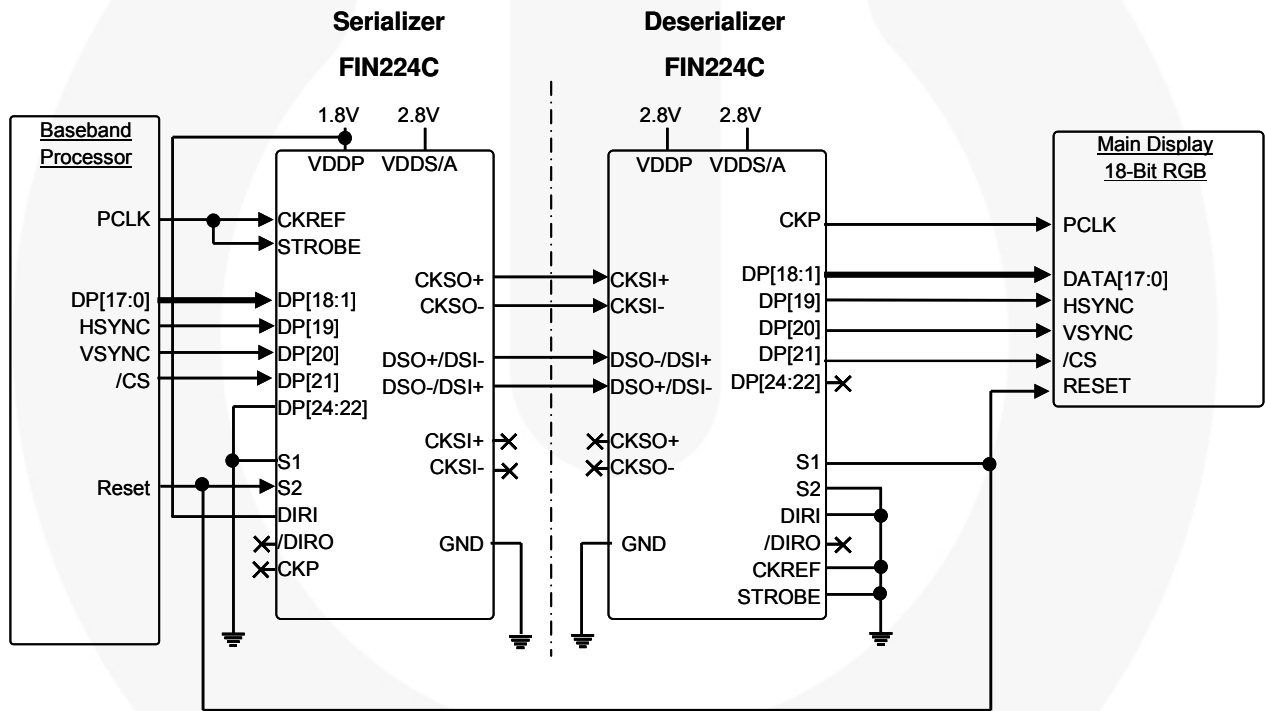 Serializer
FIN224C
Deserializer
FIN224C
Baseband
Processor
PCLK
DP[17:0]
HSYNC
VSYNC
/CS
Reset
1.8V
2.8V
VDDP
VDDS/A
CKREF
STROBE
DP[18:1]
DP[19]
DP[20]
DP[21]
DP[24:22]
S1
S2
DIRI
/DIRO
CKP
CKSO+
CKSO-
DSO+/DSI-
DSO-/DSI+
CKSI+
CKSI-
GND
2.8V
2.8V
VDDP
VDDS/A
CKSI+
CKSI-
DSO-/DSI+
DSO+/DSI-
CKSO+
CKSO-
GND
CKP
DP[18:1]
DP[19]
DP[20]
DP[21]
DP[24:22]
S1
S2
DIRI
/DIRO
CKREF
STROBE
Main Display
18-Bit RGB
PCLK
DATA[17:0]
HSYNC
VSYNC
/CS
RESET